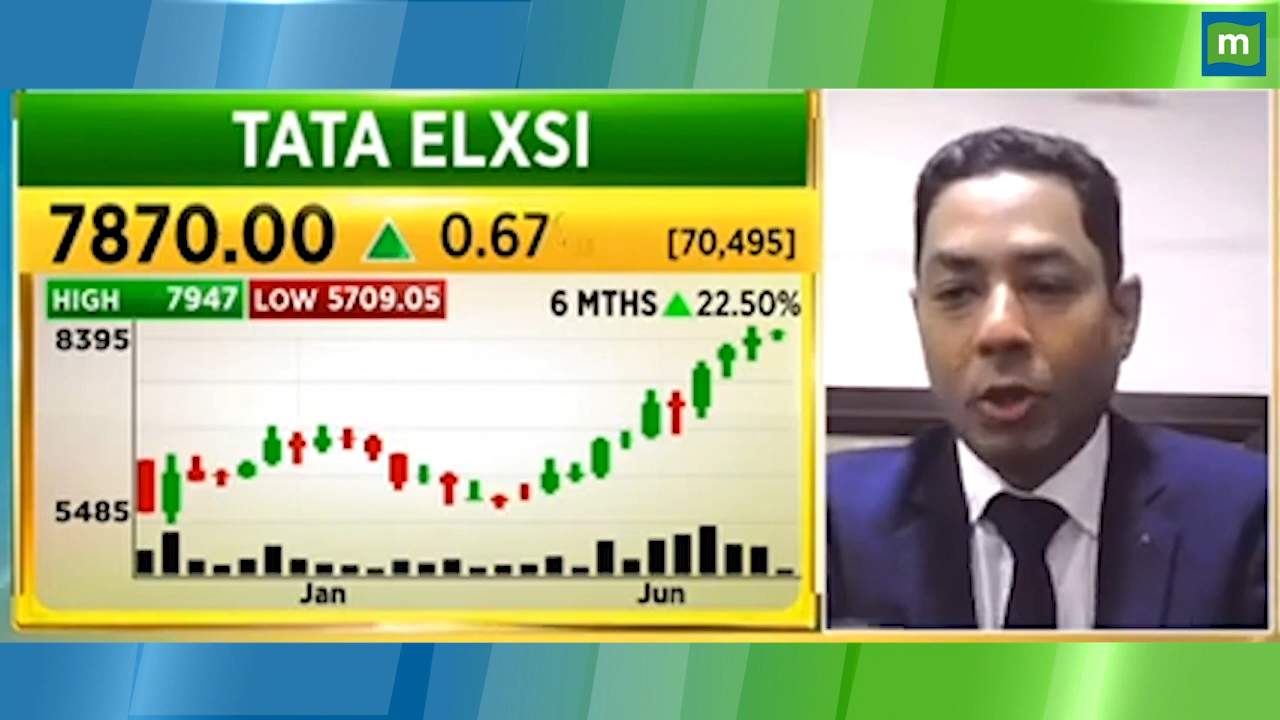 m
TATA ELXSI
7870.00 ▲ 0.67 [70,495]
HIGH 7947 LOW 5709.05 6 MTHS ▲ 22.50%
8395
5485
Jan Jun